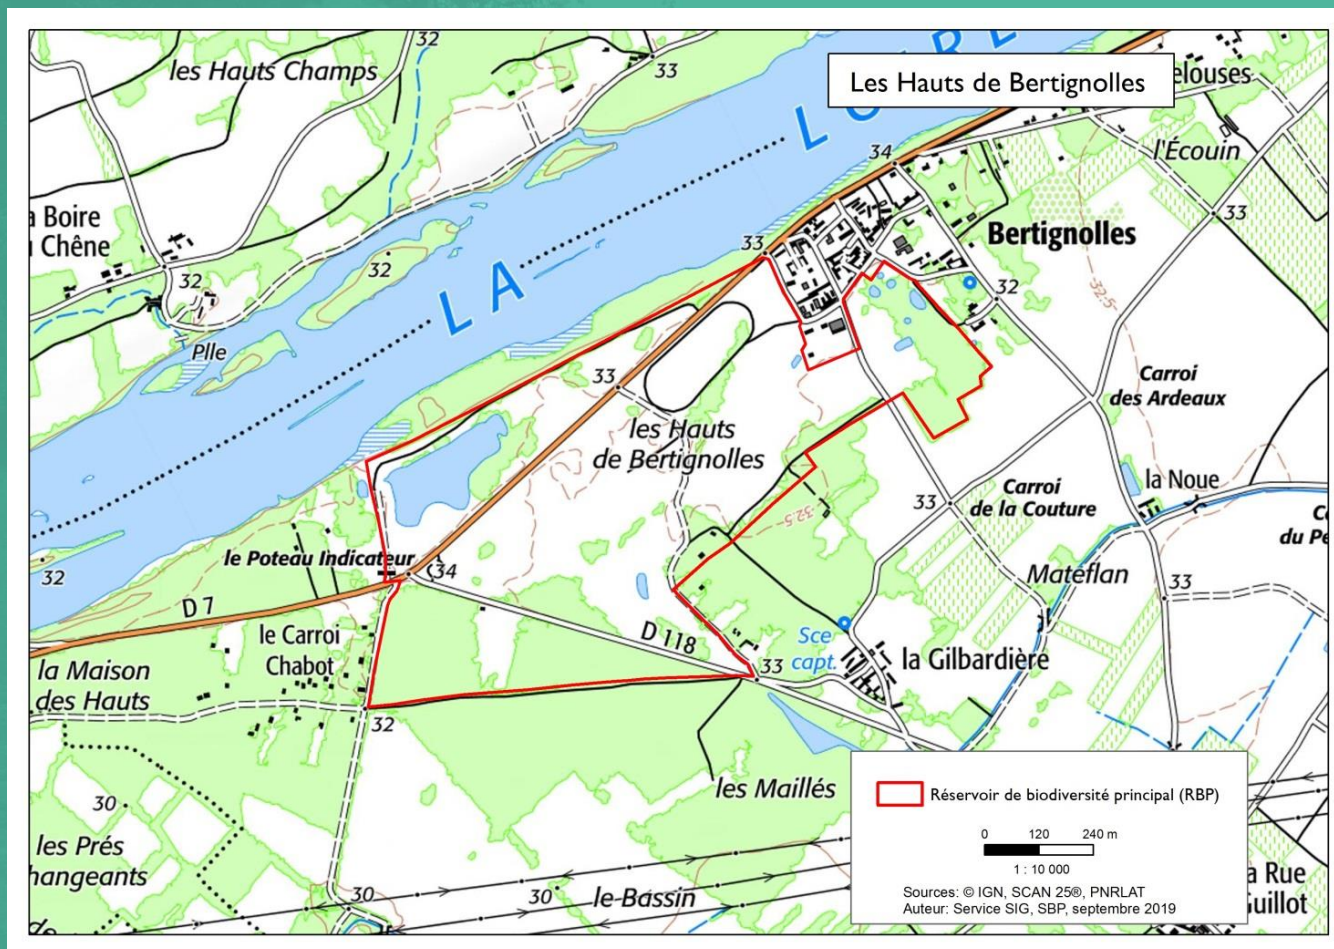 32
les Hauts Champs
33
LA LOIRE
Les Hauts de Bertignolles
elouses
l'Écouin
34
33
a Boire
u Chêne
32
32
33
Bertignolles
32
32.5
Plle
33
Carroi
des Ardeaux
les Hauts
de Bertignolles
32.5
33
Carroi
de la Couture
la Noue
du Pe
32
le Poteau Indicateur
34
Mateflan
33
D 7
le Carroi
Chabot
D 118
33
Sce
capt.
la Gilbardière
la Maison
des Hauts
32
les Maillés
30
les Prés
hangeants
30
30
le Bassin
Réservoir de biodiversité principal (RBP)
0 120 240 m
1 : 10 000
Sources: © IGN, SCAN 25®, PNRLAT
Auteur: Service SIG, SBP, septembre 2019
a Rue
uillot